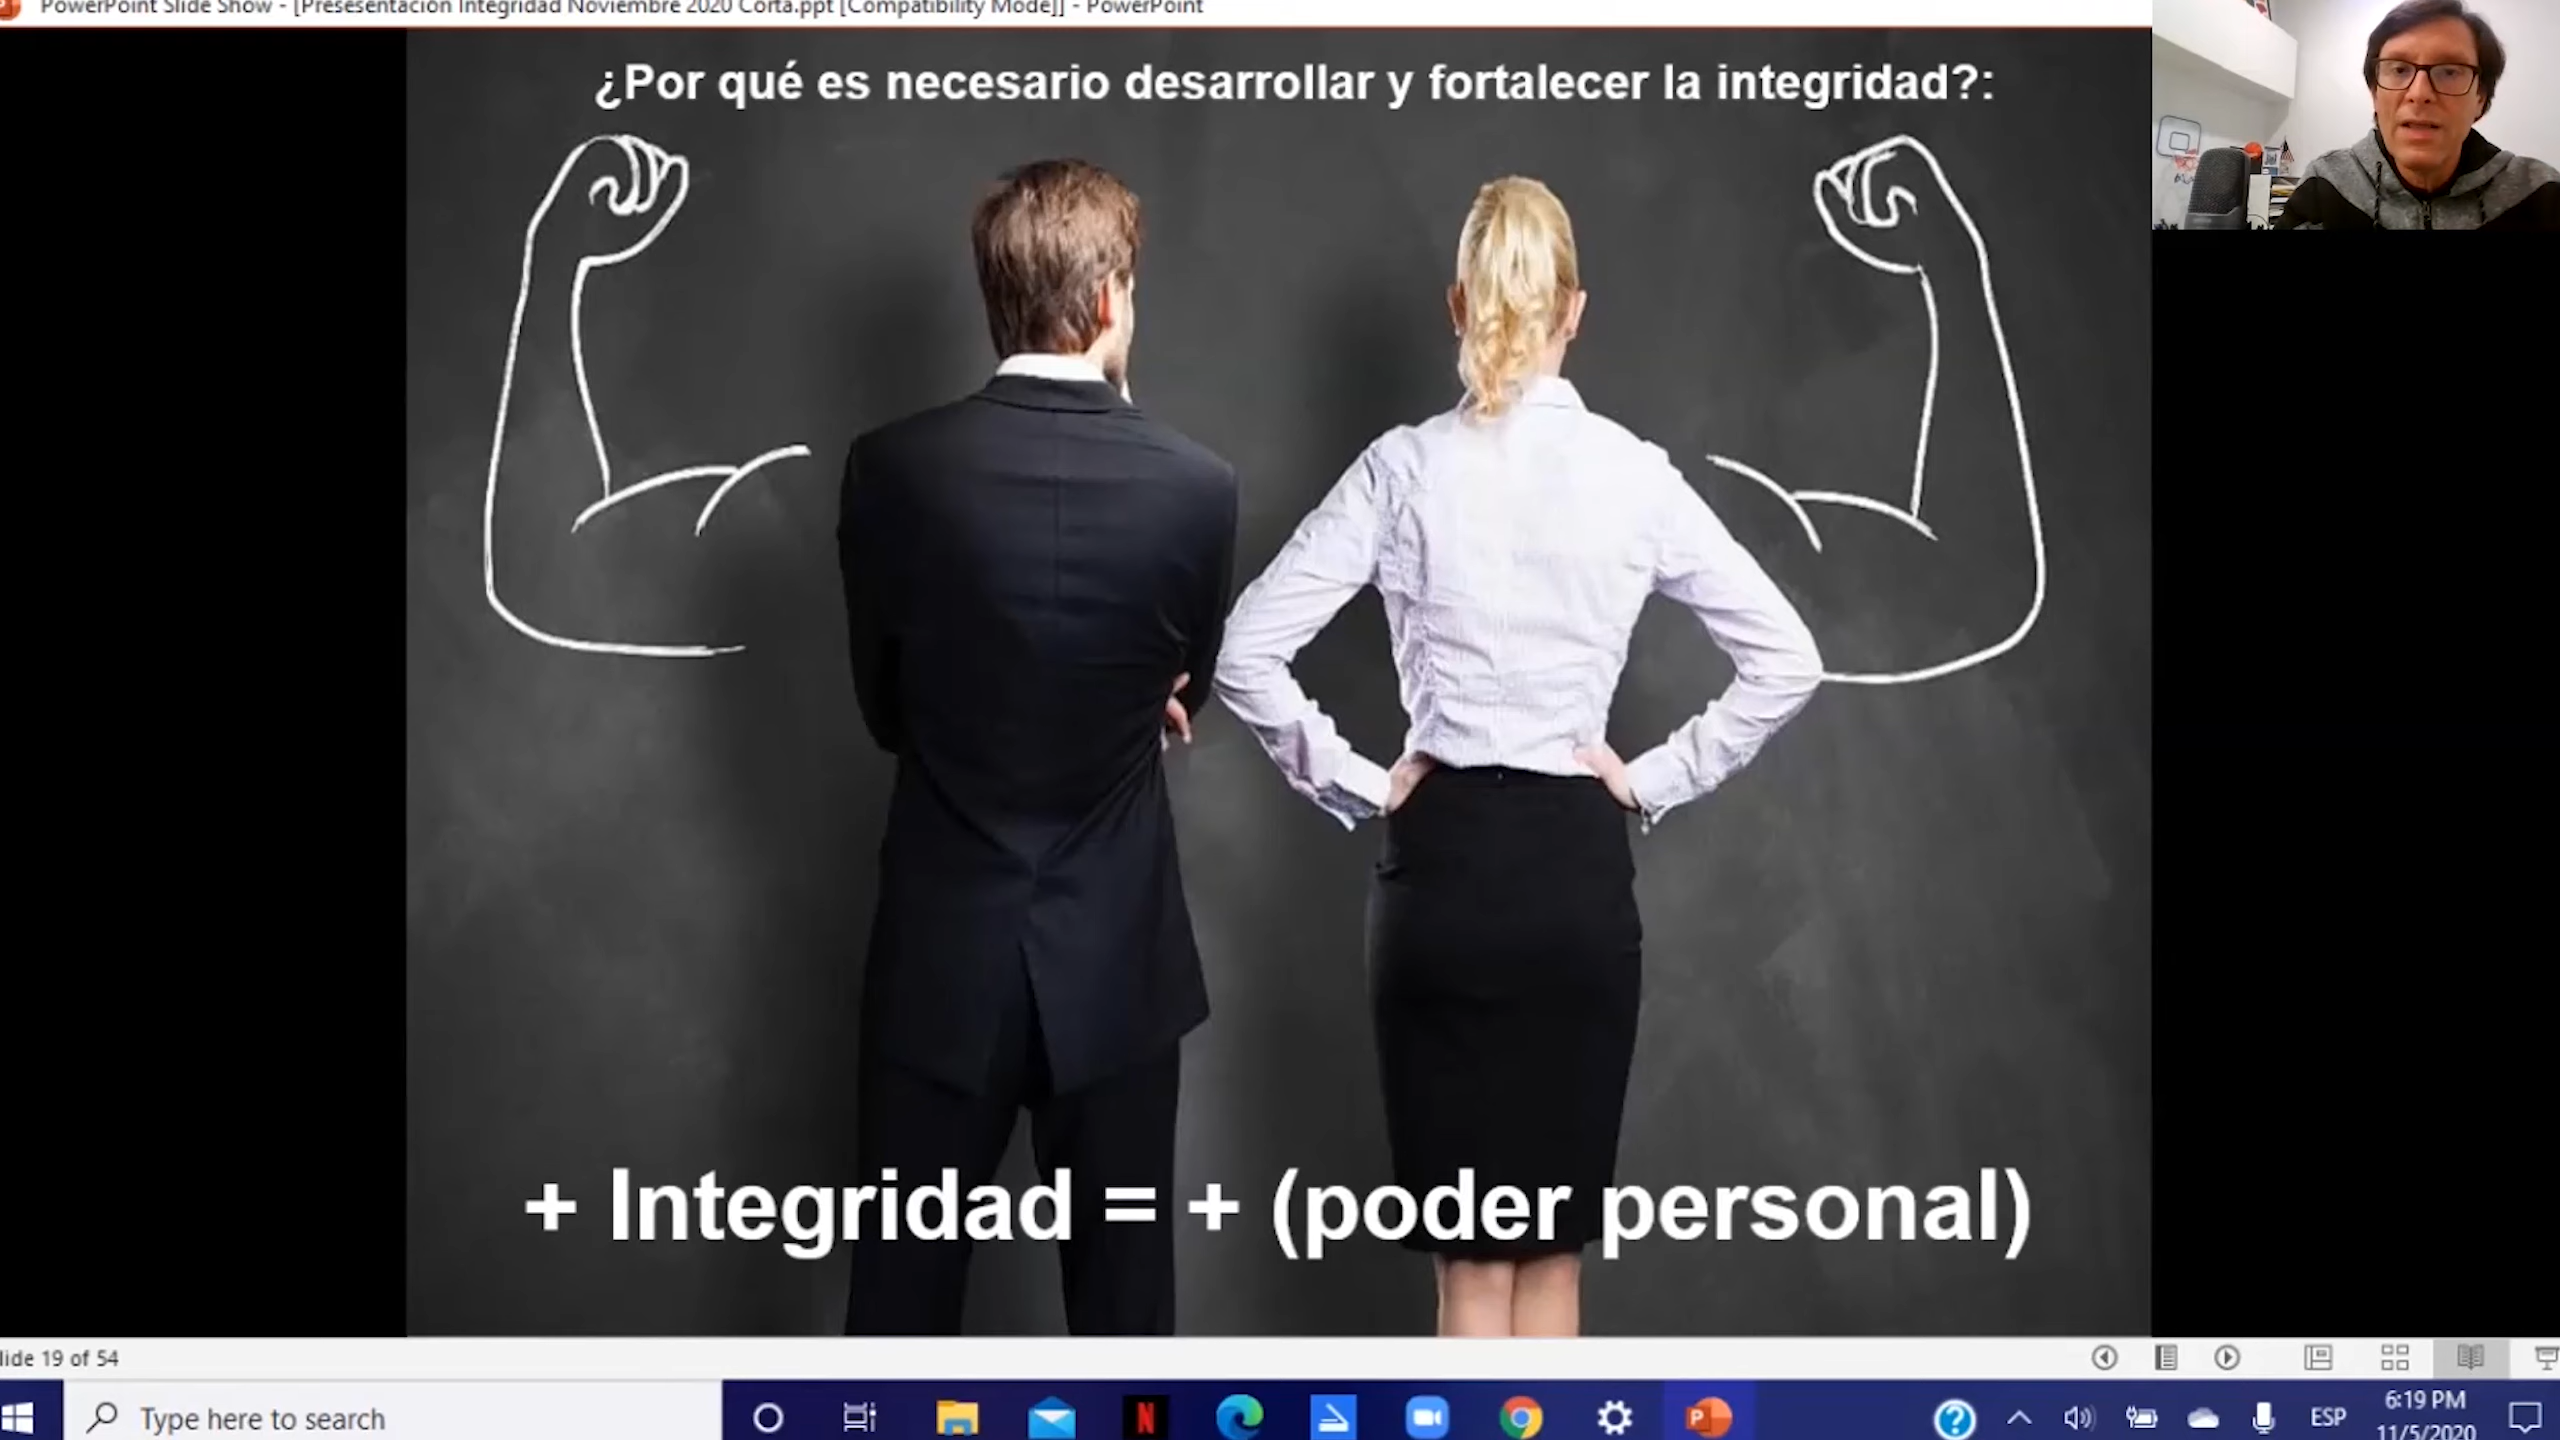 PowerPoint Slide Show - [Presesentación Integridad Noviembre 2020 Corta.ppt [Compatibility Mode]] - PowerPoint
¿Por qué es necesario desarrollar y fortalecer la integridad?:
+ Integridad = + (poder personal)
lide 19 of 54
Type here to search
N
P
?
ESP
6:19 PM
11/5/2020